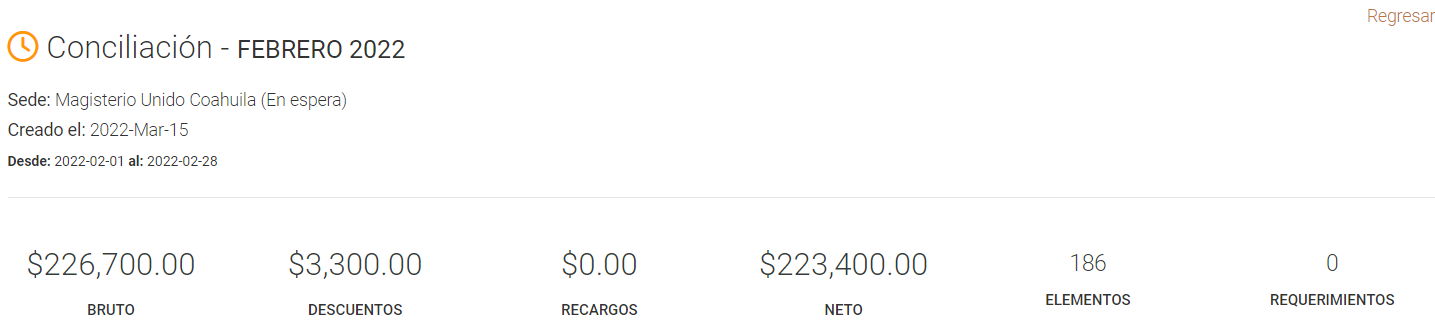 Regresar
Conciliación - FEBRERO 2022
Sede: Magisterio Unido Coahuila (En espera)
Creado el: 2022-Mar-15
Desde: 2022-02-01 al: 2022-02-28
$226,700.00 $3,300.00 $0.00 $223,400.00 186 0
BRUTO DESCUENTOS RECARGOS NETO ELEMENTOS REQUERIMIENTOS